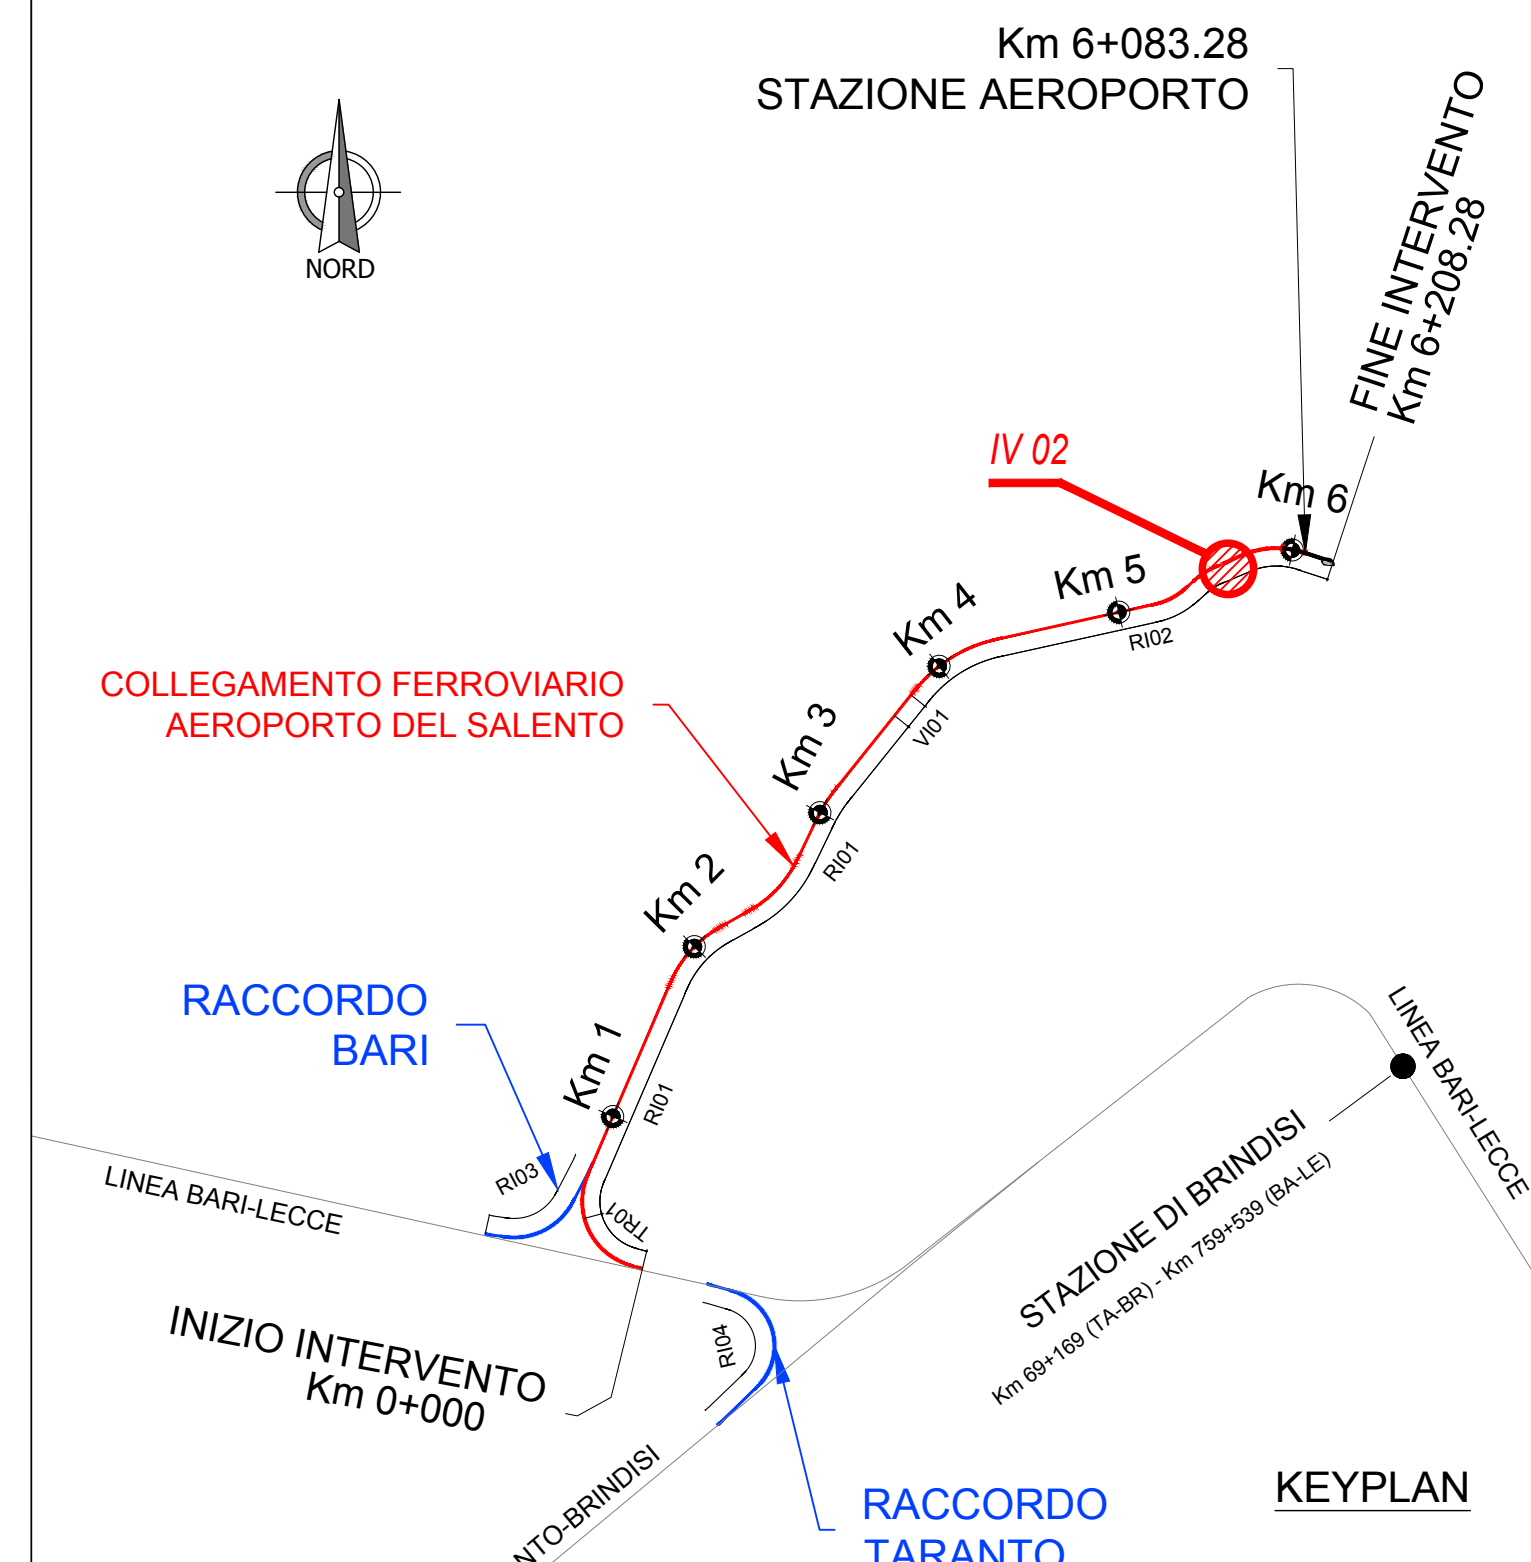 Km 6+083.28
STAZIONE AEROPORTO
FINE INTERVENTO
Km 6+208.28
NORD
IV 02
Km 6
Km 5
Km 4
RI02
COLLEGAMENTO FERROVIARIO
AEROPORTO DEL SALENTO
Km 3
VI01
RI01
Km 2
RACCORDO
BARI
Km 1
RI01
LINEA BARI-LECCE
RI03
LINEA BARI-LECCE
TR01
STAZIONE DI BRINDISI
Km 69+169 (TA-BR) - Km 759+539 (BA-LE)
INIZIO INTERVENTO
Km 0+000
RI04
NTO-BRINDISI
KEYPLAN
RACCORDO
TARANTO